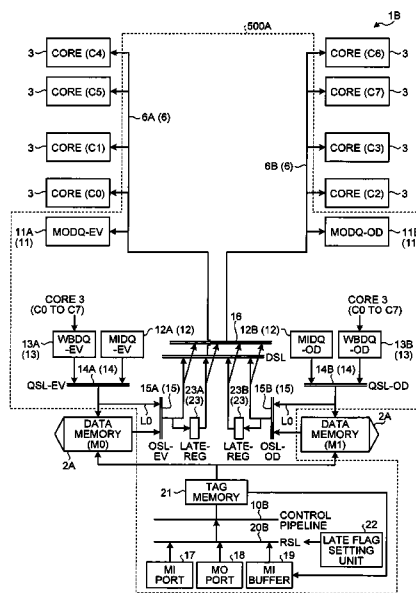 500A
1B
3 CORE (C4)
CORE (C6) 3
3 CORE (C5)
CORE (C7) 3
6A (6)
3 CORE (C1)
CORE (C3) 3
6B (6)
3 CORE (C0)
CORE (C2) 3
11A (11)
MODQ-EV
MODQ-OD
(11)
CORE 3 (C0 TO C7)
12A (12)
16
12B (12)
CORE 3 (C0 TO C7)
13A (13)
WBDQ -EV
MIDQ -EV
DSL
MIDQ -OD
WBDQ -OD
13B (13)
14A (14)
QSL-EV
15A (15)
23A (23)
23B (23)
15B (15)
14B (14)
QSL-OD
L0
L0
2A
DATA MEMORY (M0)
QSL- EV
LATE- REG
LATE- REG
QSL- OD
DATA MEMORY (M1)
2A
21
TAG MEMORY
10B
CONTROL PIPELINE
20B
RSL
22
LATE FLAG SETTING UNIT
17
18
19
MI PORT
MO PORT
MI BUFFER